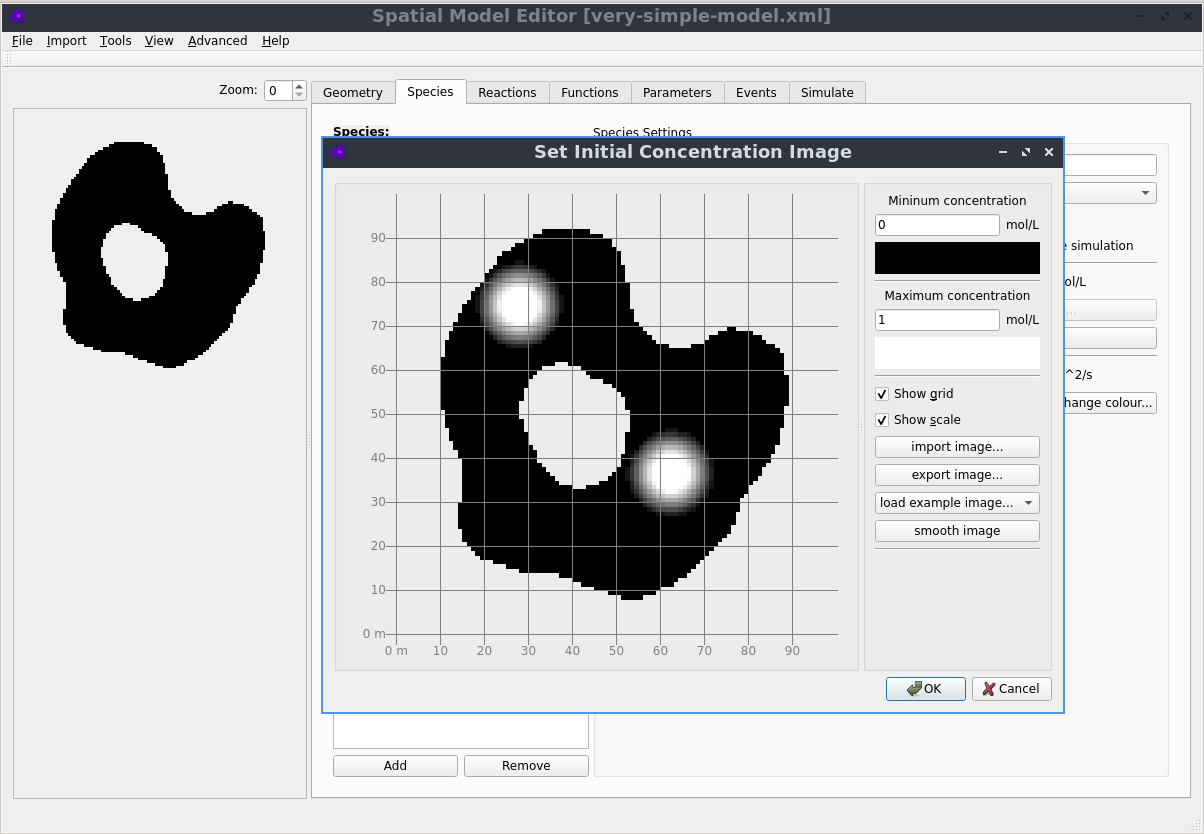 Spatial Model Editor [very-simple-model.xml]
File Import Tools View Advanced Help
Zoom: 0
Geometry Species Reactions Functions Parameters Events Simulate
Species: Species Settings
Set Initial Concentration Image
Mininum concentration
0 mol/L
Maximum concentration
1 mol/L
Show grid
Show scale
import image...
export image...
load example image...
smooth image
90
80
70
60
50
40
30
20
10
0 m
0 m 10 20 30 40 50 60 70 80 90
OK Cancel
e simulation
ol/L
...
^2/s
hange colour...
Add Remove